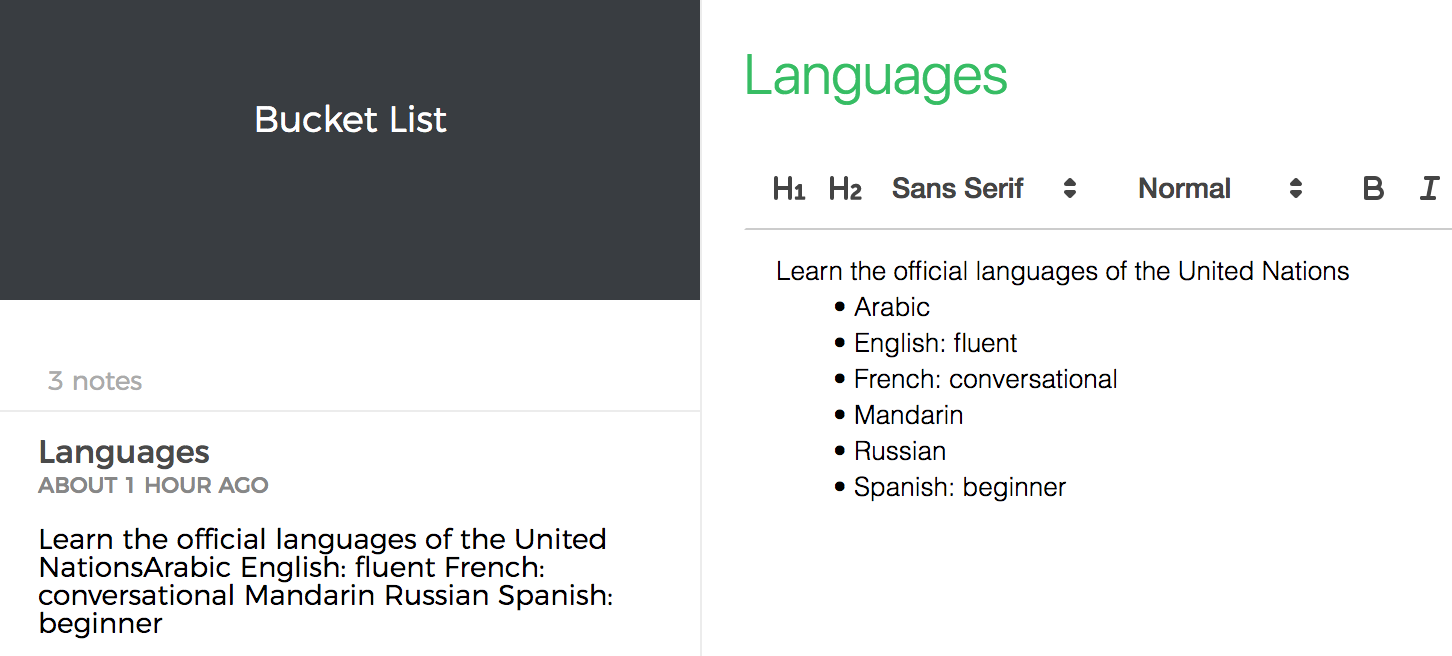 Bucket List
3 notes
Languages
ABOUT 1 HOUR AGO
Learn the official languages of the United
NationsArabic English: fluent French:
conversational Mandarin Russian Spanish:
beginner
Languages
H1 H2 Sans Serif Normal B I
Learn the official languages of the United Nations
• Arabic
• English: fluent
• French: conversational
• Mandarin
• Russian
• Spanish: beginner